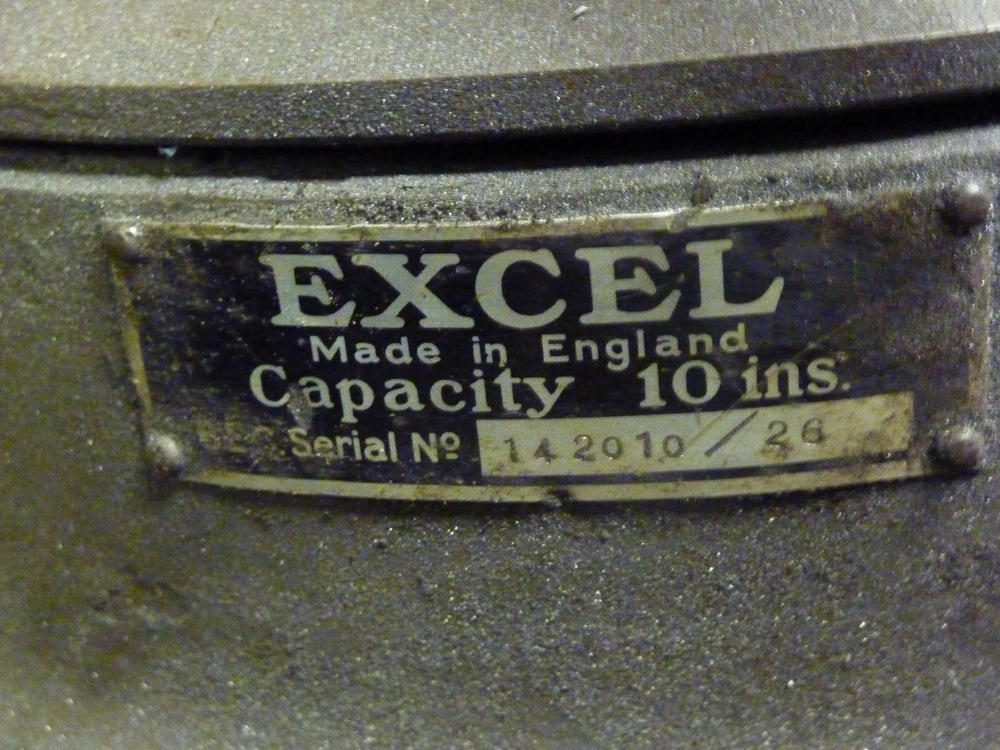 EXCEL
Made in England
Capacity 10 ins.
Serial Nº 142010/26